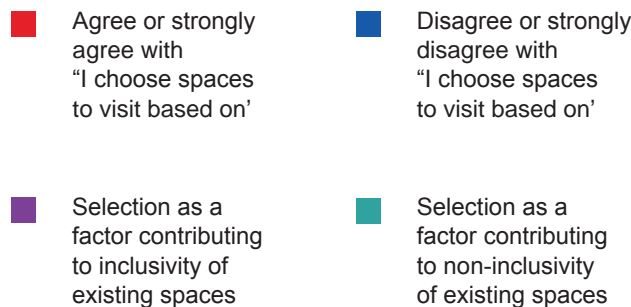 Agree or strongly
agree with
“I choose spaces
to visit based on’
Disagree or strongly
disagree with
“I choose spaces
to visit based on’
Selection as a
factor contributing
to inclusivity of
existing spaces
Selection as a
factor contributing
to non-inclusivity
of existing spaces